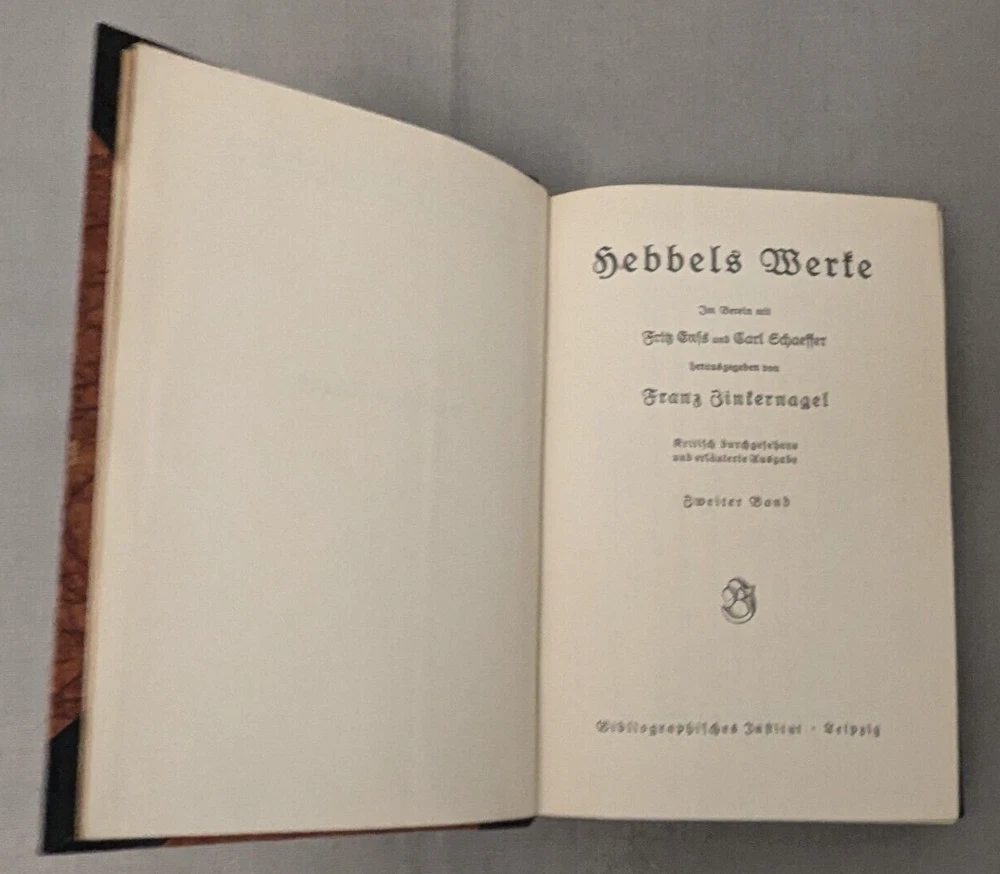 Hebbels Werke
Im Verein mit
Fritz Enß und Carl Schaeffer
herausgegeben von
Franz Zinkernagel
Kritisch durchgesehene
und erläuterte Ausgabe
Zweiter Band
Bibliographisches Institut · Leipzig